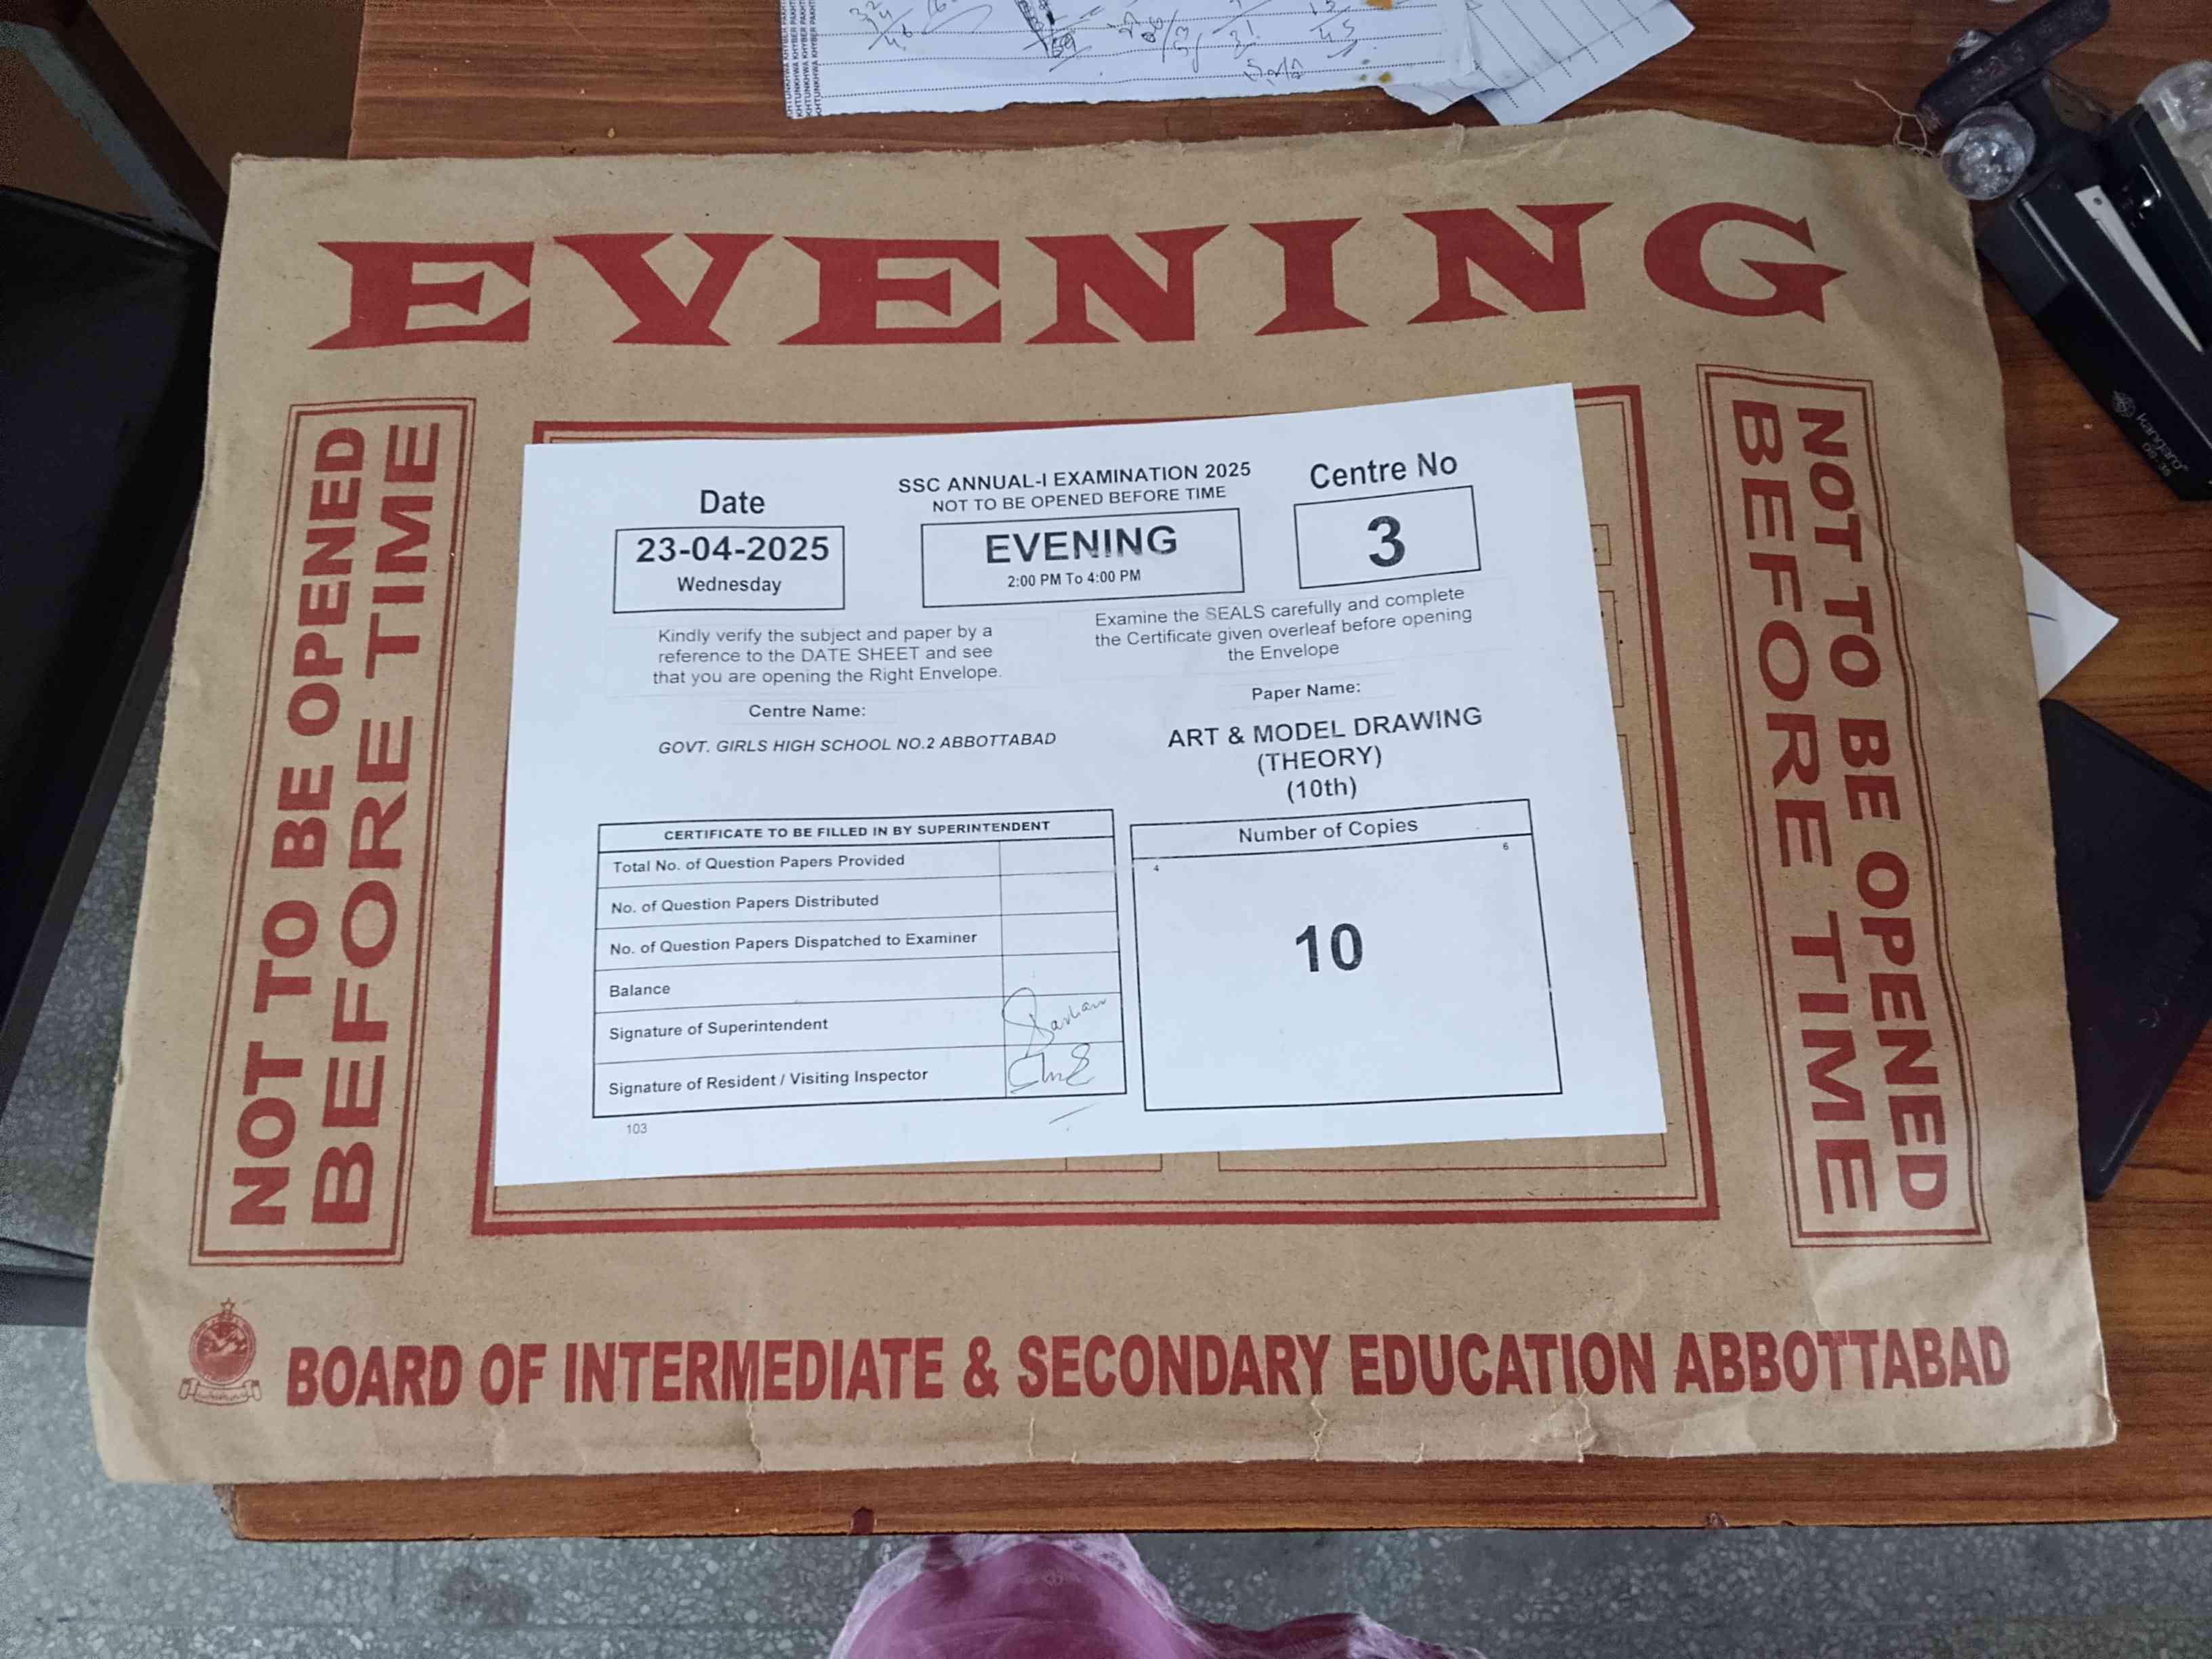 KHTUNKHWA KHYBER PAKHT
EVENING
NOT TO BE OPENED
BEFORE TIME
SSC ANNUAL-I EXAMINATION 2025
NOT TO BE OPENED BEFORE TIME
Date
23-04-2025
Wednesday
EVENING
2:00 PM To 4:00 PM
Centre No
3
Kindly verify the subject and paper by a
reference to the DATE SHEET and see
that you are opening the Right Envelope.
Examine the SEALS carefully and complete
the Certificate given overleaf before opening
the Envelope
Centre Name:
GOVT. GIRLS HIGH SCHOOL NO.2 ABBOTTABAD
Paper Name:
ART & MODEL DRAWING
(THEORY)
(10th)
CERTIFICATE TO BE FILLED IN BY SUPERINTENDENT
Total No. of Question Papers Provided
No. of Question Papers Distributed
No. of Question Papers Dispatched to Examiner
Balance
Signature of Superintendent
Signature of Resident / Visiting Inspector
103
Number of Copies
4 6
10
NOT TO BE OPENED
BEFORE TIME
BOARD OF INTERMEDIATE & SECONDARY EDUCATION ABBOTTABAD
kangaro